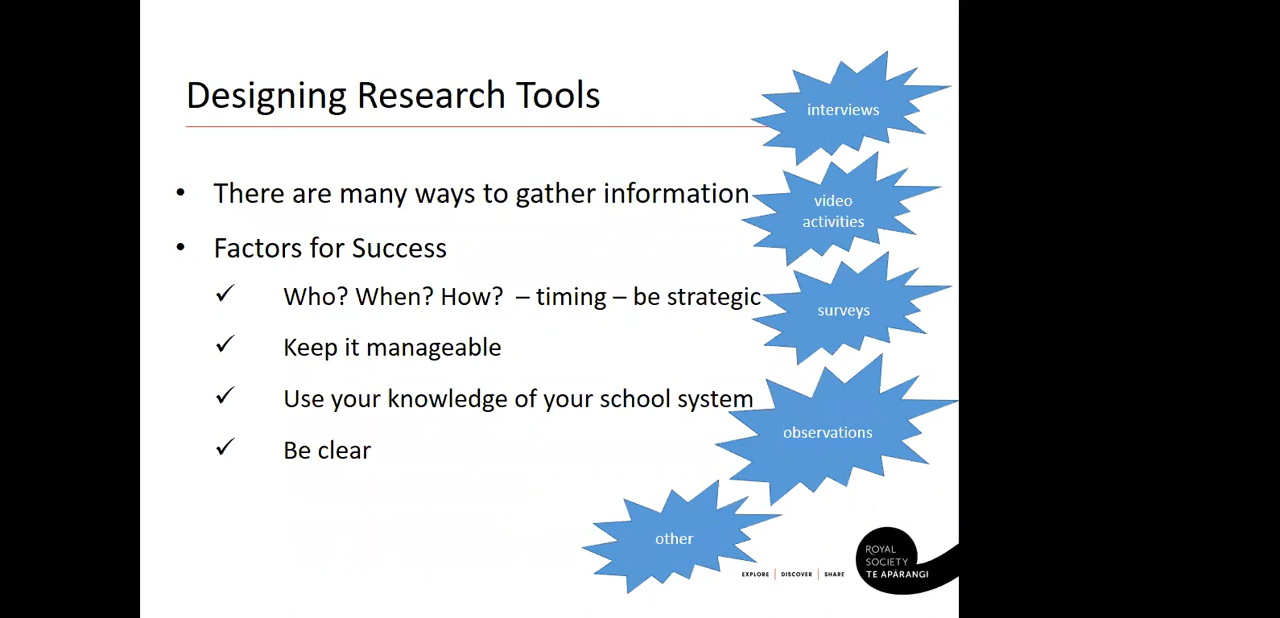 Designing Research Tools
interviews
There are many ways to gather information
video
activities
Factors for Success
Who? When? How? – timing – be strategic
surveys
Keep it manageable
Use your knowledge of your school system
observations
Be clear
other
EXPLORE | DISCOVER | SHARE
ROYAL
SOCIETY
TE APĀRANGI